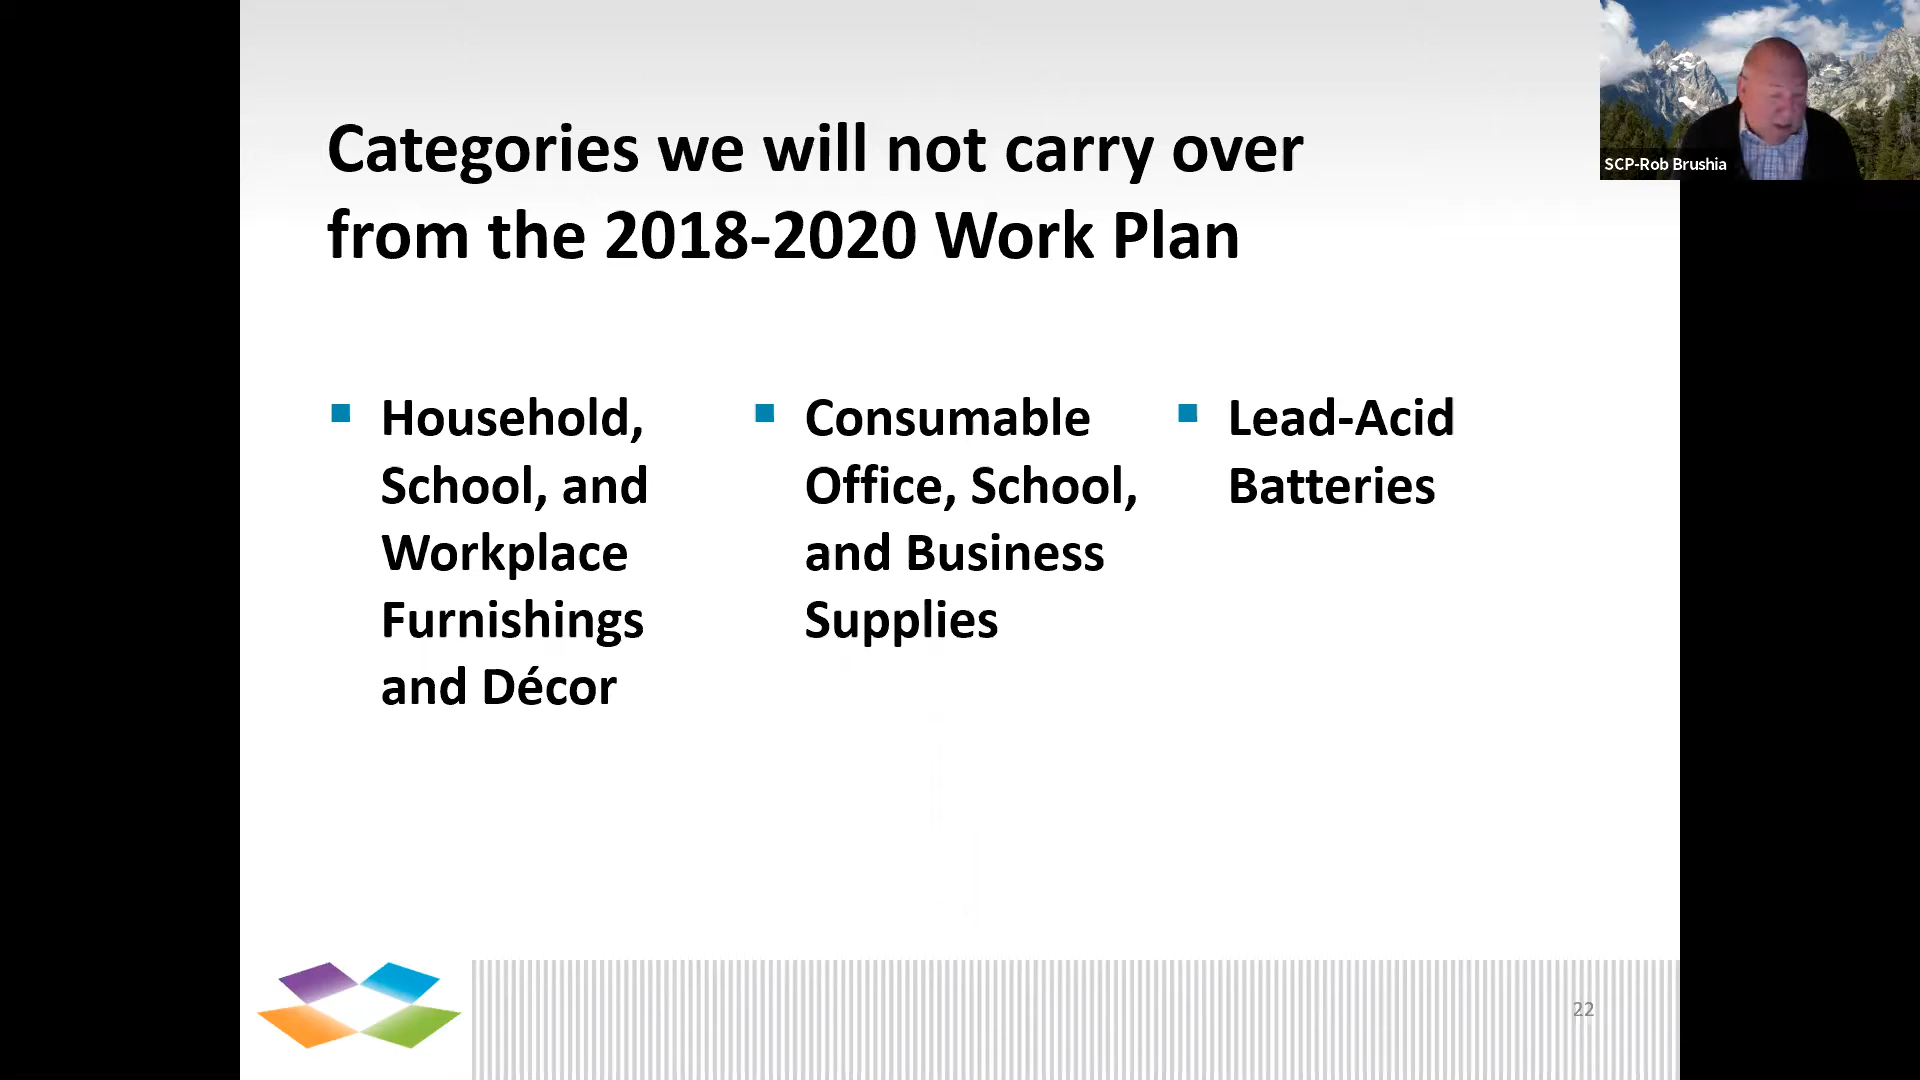 Categories we will not carry over
from the 2018-2020 Work Plan
SCP-Rob Brushia
Household,
School, and
Workplace
Furnishings
and Décor
Consumable
Office, School,
and Business
Supplies
Lead-Acid
Batteries
22